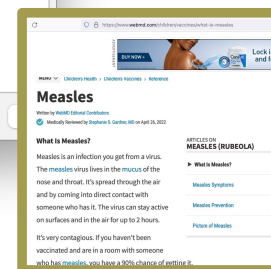 https://www.webmd.com/children/vaccines/what-is-measles
ADVERTISEMENT
BUY NOW
Lock i
and f
MENU
Children's Health > Children's Vaccines > Reference
Measles
Written by WebMD Editorial Contributors
Medically Reviewed by Stephanie S. Gardner, MD on April 26, 2022
What Is Measles?
Measles is an infection you get from a virus.
The measles virus lives in the mucus of the
nose and throat. It's spread through the air
and by coming into direct contact with
someone who has it. The virus can stay active
on surfaces and in the air for up to 2 hours.
It's very contagious. If you haven't been
vaccinated and are in a room with someone
who has measles, you have a 90% chance of getting it.
ARTICLES ON
MEASLES (RUBEOLA)
What Is Measles?
Measles Symptoms
Measles Prevention
Picture of Measles